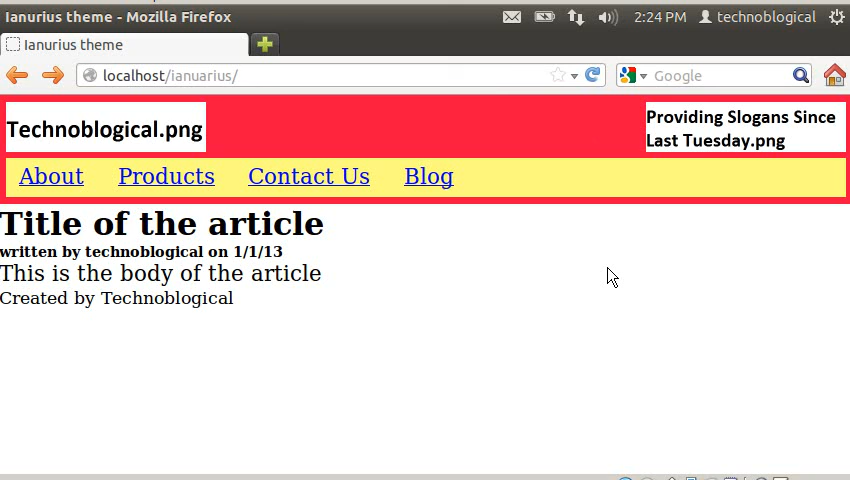 Ianurius theme - Mozilla Firefox
2:24 PM technoblogical
Ianurius theme
localhost/ianuarius/
Google
Technoblogical.png
Providing Slogans Since
Last Tuesday.png
About Products Contact Us Blog
Title of the article
written by technoblogical on 1/1/13
This is the body of the article
Created by Technoblogical